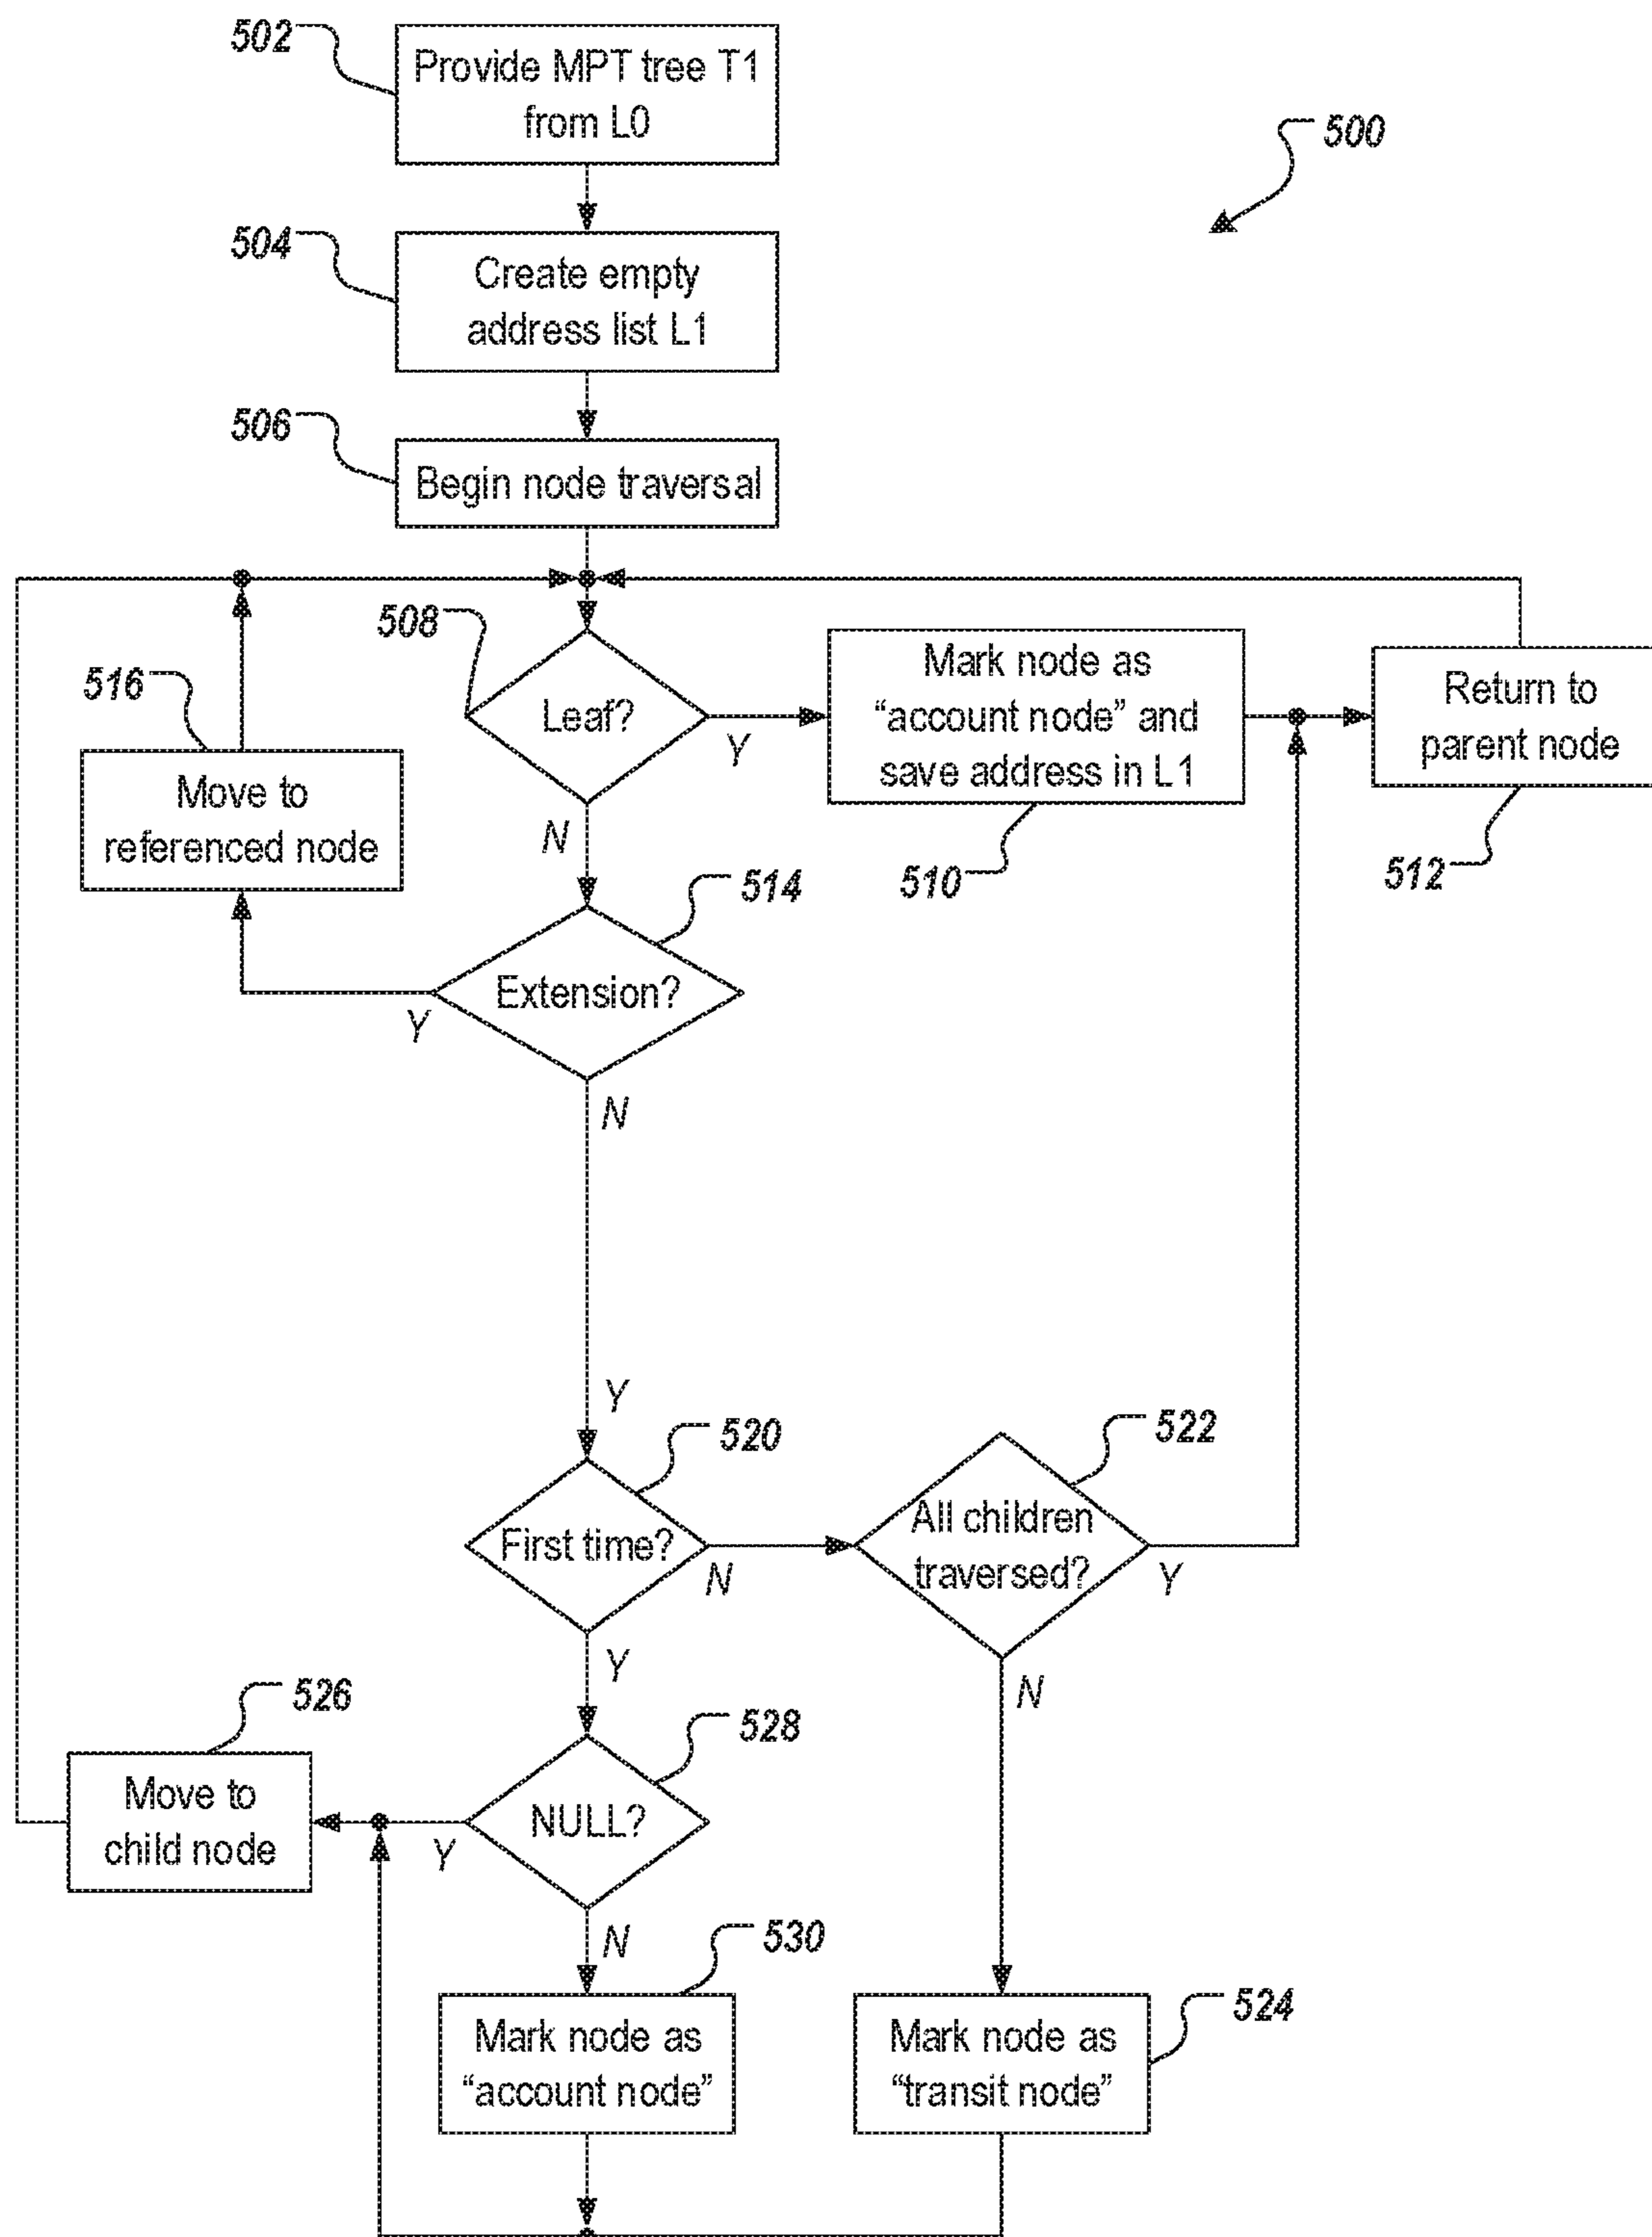 502
Provide MPT tree T1
from L0
500
504
Create empty
address list L1
506
Begin node traversal
508
Leaf?
Y
N
Mark node as
“account node” and
save address in L1
510
Return to
parent node
512
516
Move to
referenced node
514
Extension?
Y
N
Y
520
First time?
N
Y
522
All children
traversed?
Y
N
526
Move to
child node
528
NULL?
Y
N
530
Mark node as
“account node”
524
Mark node as
“transit node”